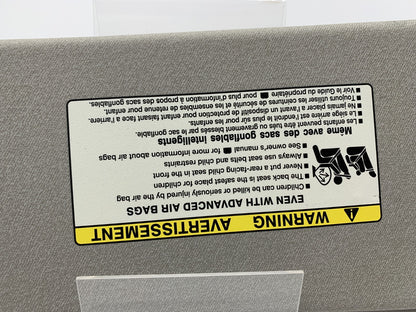 WARNING AVERTISSEMENT
EVEN WITH ADVANCED AIR BAGS
Children can be killed or seriously injured by the air bag
The back seat is the safest place for children
Never put a rear-facing child seat in the front
Always use seat belts and child restraints
See owner's manual for more information about air bags
Même avec des sacs gonflables intelligents
Les enfants peuvent être tués ou gravement blessés par le sac gonflable.
Le siège arrière est l'endroit le plus sûr pour les enfants.
Ne jamais placer à l'avant un dispositif de retenue pour enfant faisant face à l'arrière.
Toujours utiliser les ceintures de sécurité et les ensembles de retenue pour enfants.
Voir le Guide du propriétaire pour plus d'information à propos des sacs gonflables.